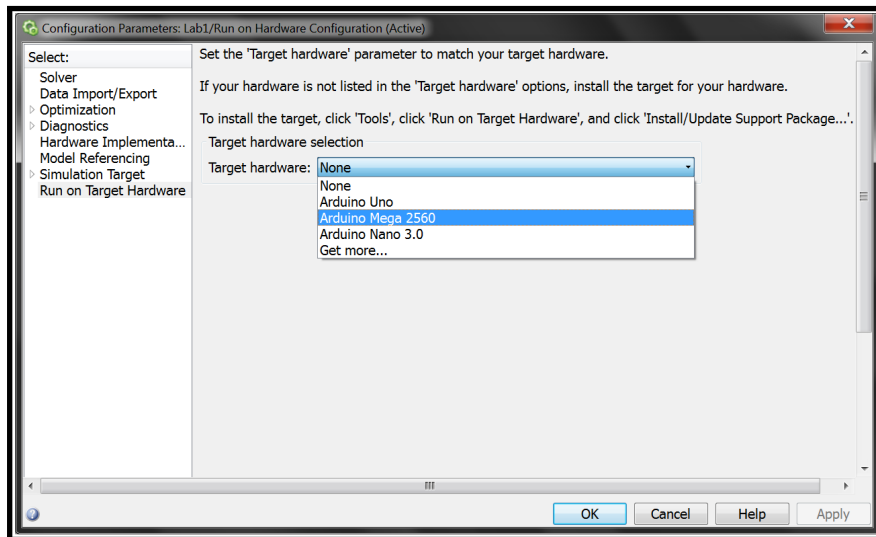 Configuration Parameters: Lab1/Run on Hardware Configuration (Active)
Select:
Solver
Data Import/Export
Optimization
Diagnostics
Hardware Implementa...
Model Referencing
Simulation Target
Run on Target Hardware
Set the 'Target hardware' parameter to match your target hardware.
If your hardware is not listed in the 'Target hardware' options, install the target for your hardware.
To install the target, click 'Tools', click 'Run on Target Hardware', and click 'Install/Update Support Package...'.
Target hardware selection
Target hardware: None
None
Arduino Uno
Arduino Mega 2560
Arduino Nano 3.0
Get more...
OK Cancel Help Apply